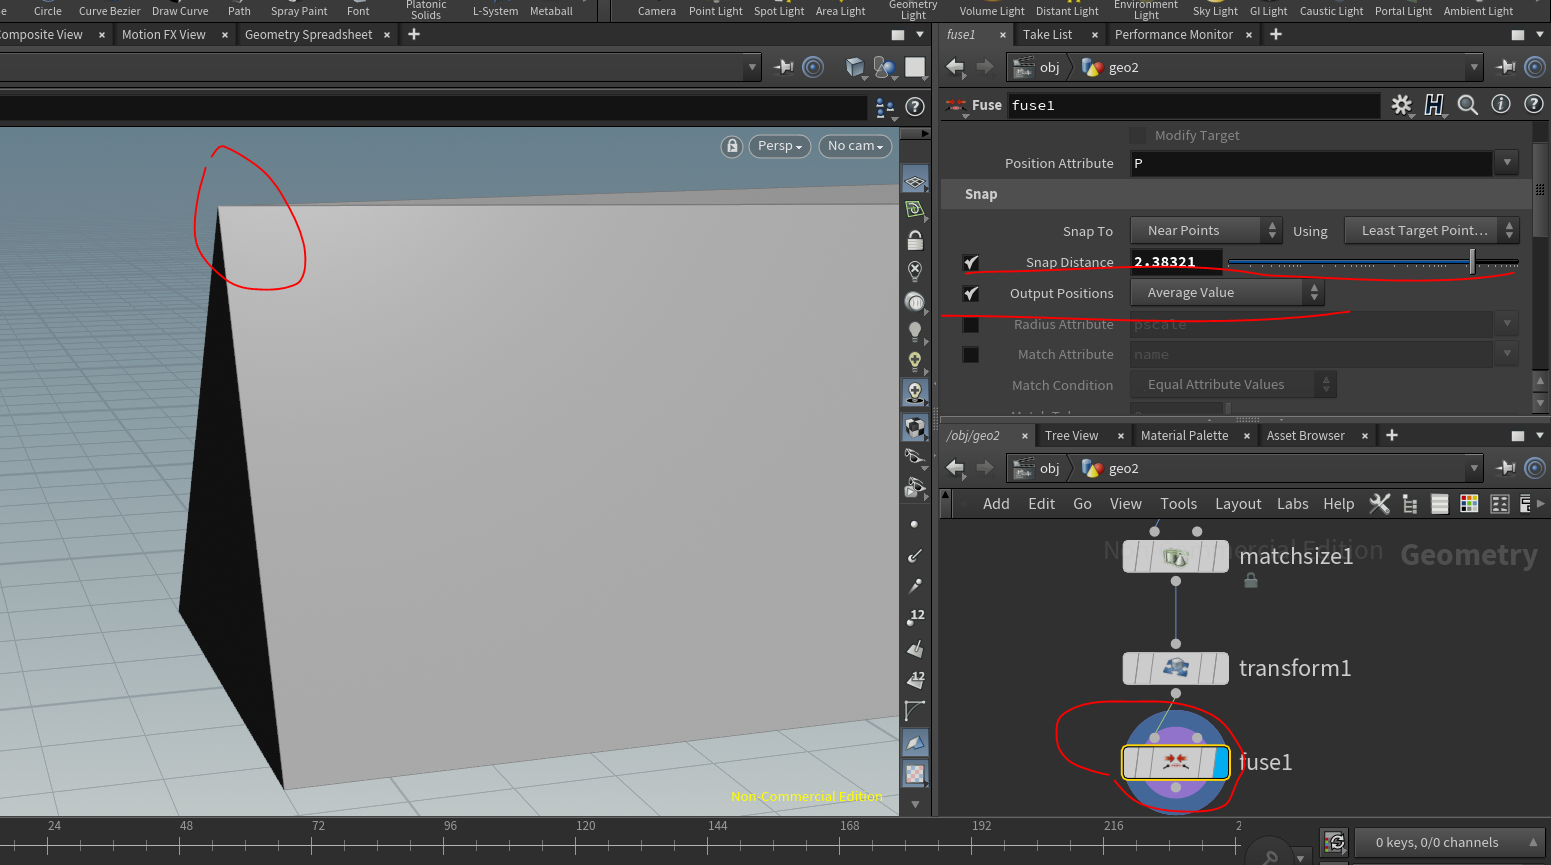 Circle Curve Bezier Draw Curve Path Spray Paint Font Platonic Solids L-System Metaball Camera Point Light Spot Light Area Light Geometry Light Volume Light Distant Light Environment Light Sky Light GI Light Caustic Light Portal Light Ambient Light
omposite View × Motion FX View × Geometry Spreadsheet × +
fuse1 × Take List × Performance Monitor × +
obj geo2
Fuse fuse1
Persp No cam
Modify Target
Position Attribute P
Snap
Snap To Near Points Using Least Target Point...
Snap Distance 2.38321
Output Positions Average Value
Radius Attribute pscale
Match Attribute name
Match Condition Equal Attribute Values
/obj/geo2 × Tree View × Material Palette × Asset Browser × +
obj geo2
Add Edit Go View Tools Layout Labs Help
12
12
Geometry
matchsize1
transform1
fuse1
Non-Commercial Edition
24 48 72 96 120 144 168 192 216 2
0 keys, 0/0 channels